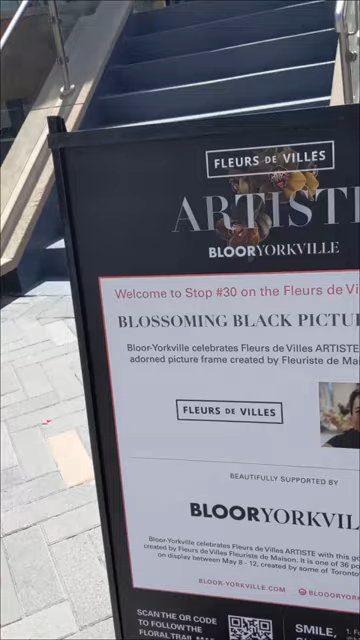 FLEURS DE VILLES
ARTISTE
BLOORYORKVILLE
Welcome to Stop #30 on the Fleurs de Vi
BLOSSOMING BLACK PICTU
Bloor-Yorkville celebrates Fleurs de Villes ARTISTE
adorned picture frame created by Fleuriste de Mai
FLEURS DE VILLES
BEAUTIFULLY SUPPORTED BY
BLOORYORKVIL
Bloor-Yorkville celebrates Fleurs de Villes ARTISTE with this
created by Fleurs de Villes Fleuriste de Maison. It is one of 36
on display between May 8 - 12, created by some of Toronto
BLOOR-YORKVILLE.COM
SCAN THE QR CODE
TO FOLLOW THE
FLORAL TRAIL MAP
SMILE,